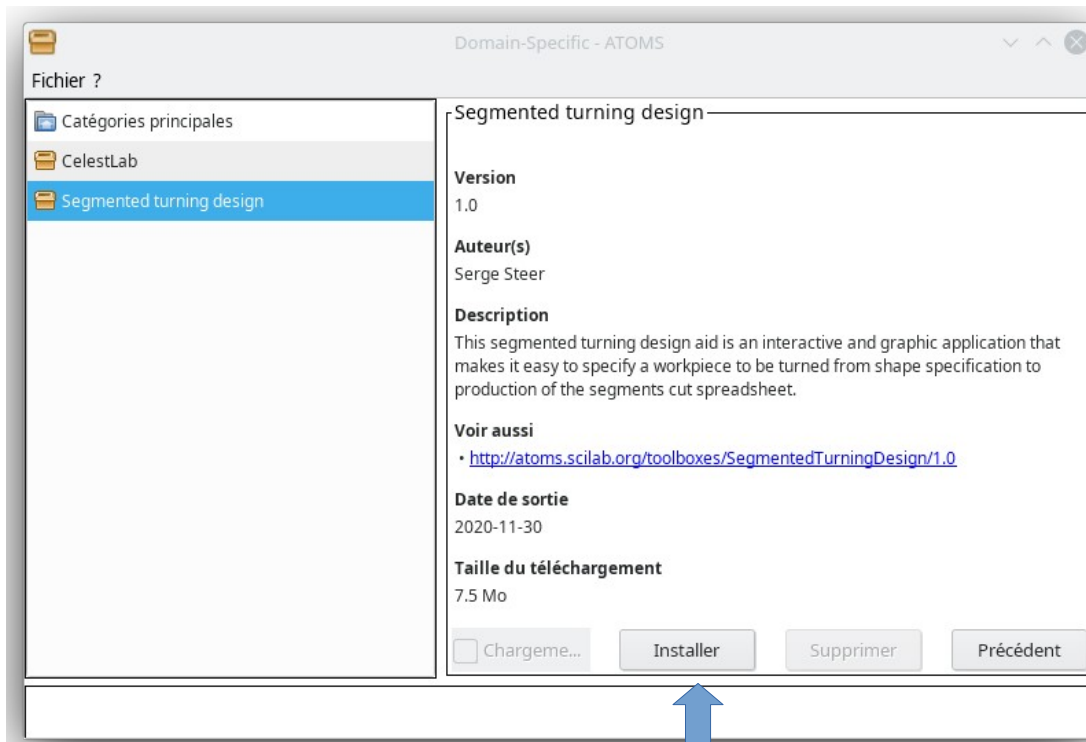 Domain-Specific - ATOMS
Fichier ?
Catégories principales
CelestLab
Segmented turning design
Segmented turning design
Version
1.0
Auteur(s)
Serge Steer
Description
This segmented turning design aid is an interactive and graphic application that
makes it easy to specify a workpiece to be turned from shape specification to
production of the segments cut spreadsheet.
Voir aussi
• http://atoms.scilab.org/toolboxes/SegmentedTurningDesign/1.0
Date de sortie
2020-11-30
Taille du téléchargement
7.5 Mo
Chargeme... Installer Supprimer Précédent